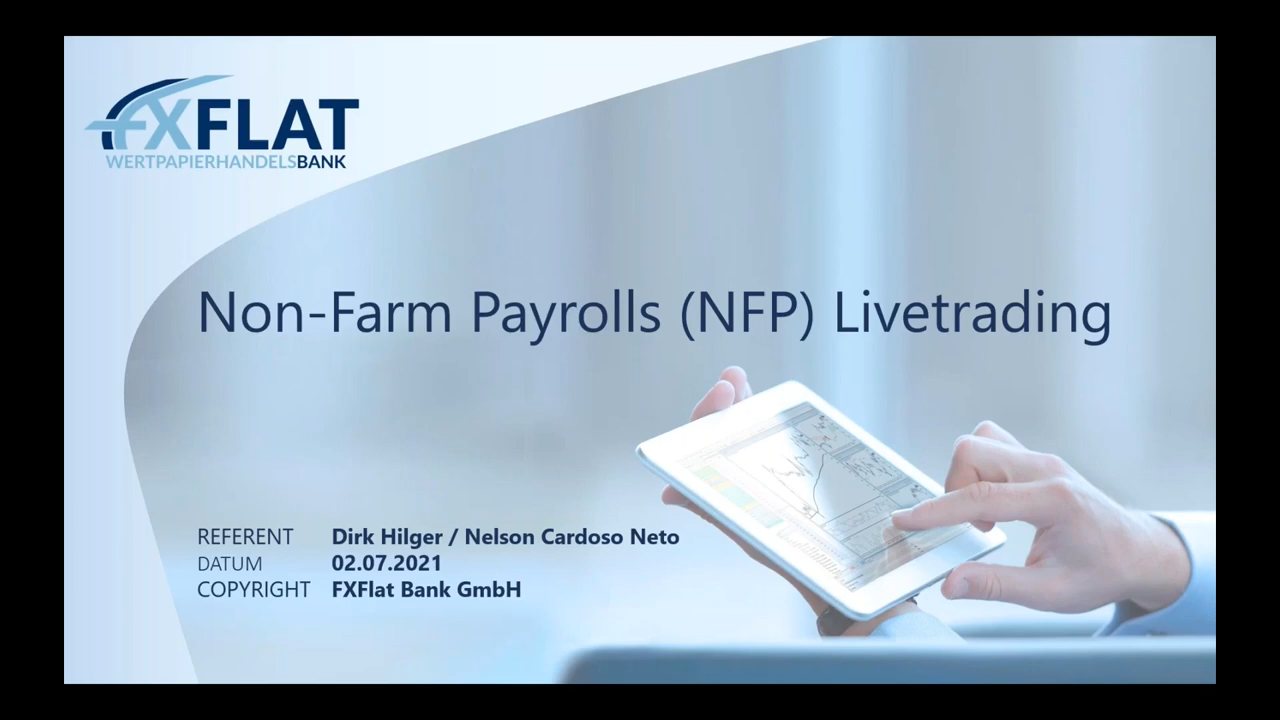 FXFLAT
WERTPAPIERHANDELSBANK
Non-Farm Payrolls (NFP) Livetrading
REFERENT Dirk Hilger / Nelson Cardoso Neto
DATUM 02.07.2021
COPYRIGHT FXFlat Bank GmbH